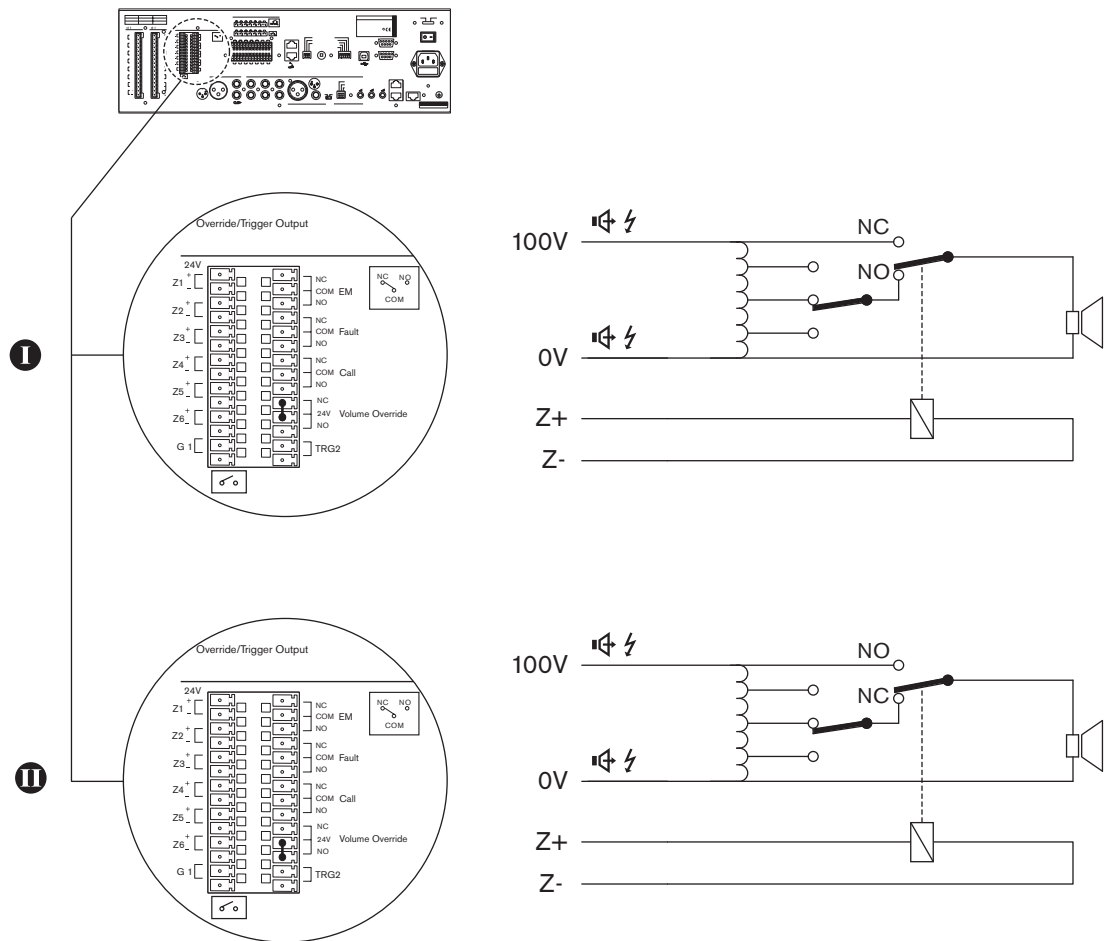 I
Override/Trigger Output
24V
Z1 + -
Z2 + -
Z3 + -
Z4 + -
Z5 + -
Z6 + -
G 1
NC
COM EM
NO
NC
COM Fault
NO
NC
COM Call
NO
NC
24V Volume Override
NO
TRG2
NC NO
COM
100V
NC
NO
0V
Z+
Z-
II
Override/Trigger Output
24V
Z1 + -
Z2 + -
Z3 + -
Z4 + -
Z5 + -
Z6 + -
G 1
NC
COM EM
NO
NC
COM Fault
NO
NC
COM Call
NO
NC
24V Volume Override
NO
TRG2
NC NO
COM
100V
NO
NC
0V
Z+
Z-